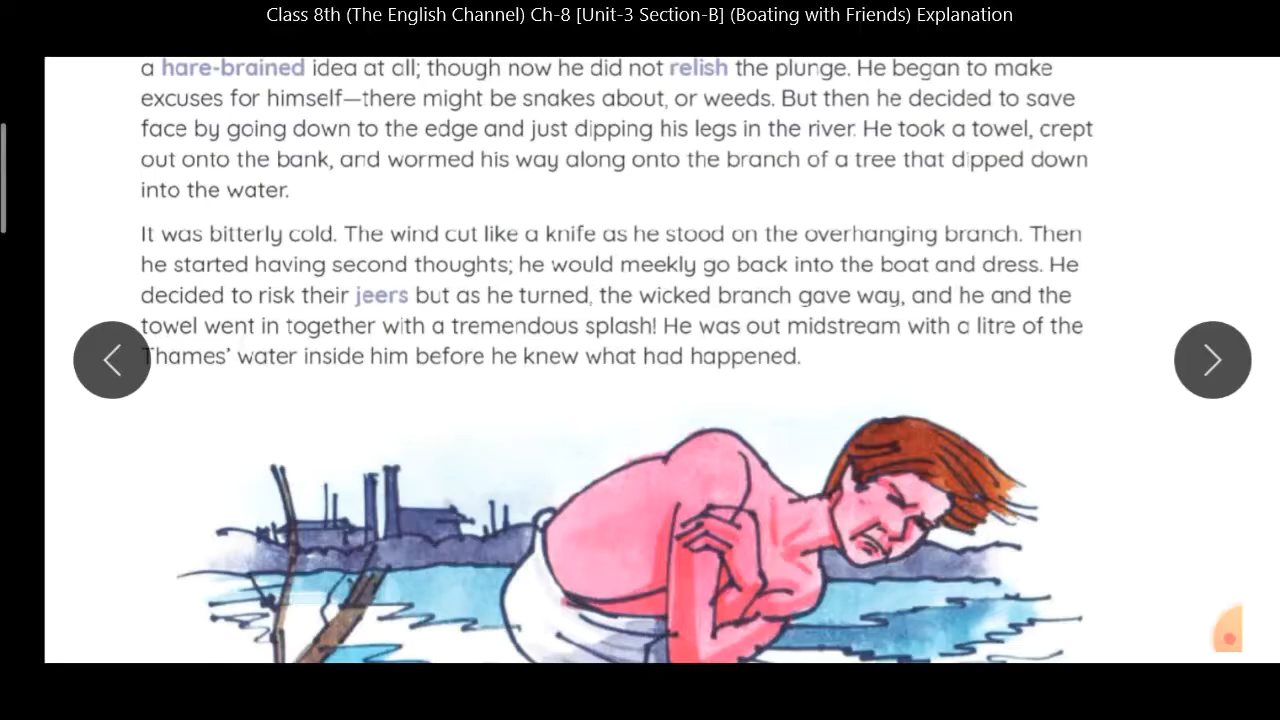 Class 8th (The English Channel) Ch-8 [Unit-3 Section-B] (Boating with Friends) Explanation
a hare-brained idea at all; though now he did not relish the plunge. He began to make
excuses for himself—there might be snakes about, or weeds. But then he decided to save
face by going down to the edge and just dipping his legs in the river. He took a towel, crept
out onto the bank, and wormed his way along onto the branch of a tree that dipped down
into the water.
It was bitterly cold. The wind cut like a knife as he stood on the overhanging branch. Then
he started having second thoughts; he would meekly go back into the boat and dress. He
decided to risk their jeers but as he turned, the wicked branch gave way, and he and the
towel went in together with a tremendous splash! He was out midstream with a litre of the
Thames’ water inside him before he knew what had happened.